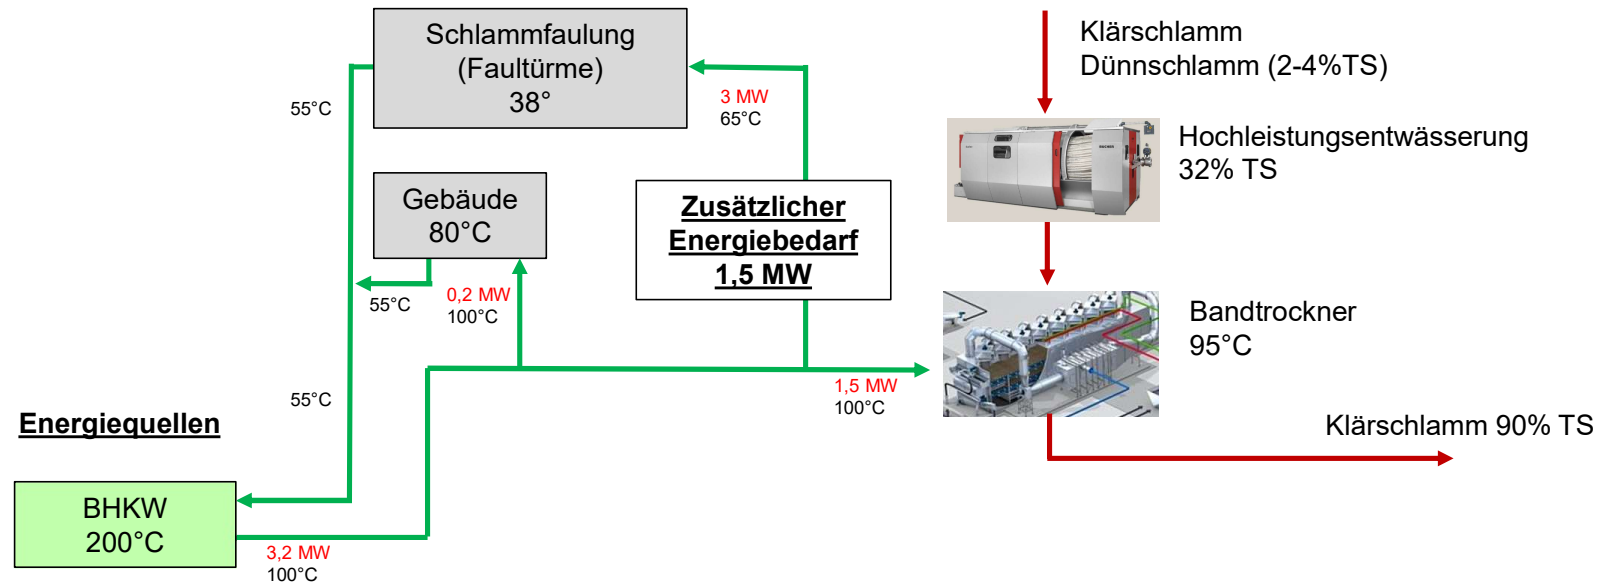 Schlammfaulung
(Faultürme)
38°
55°C
3 MW
65°C
Klärschlamm
Dünnschlamm (2-4%TS)
Hochleistungsentwässerung
32% TS
Gebäude
80°C
55°C
0,2 MW
100°C
Zusätzlicher
Energiebedarf
1,5 MW
Bandtrockner
95°C
1,5 MW
100°C
55°C
Energiequellen
Klärschlamm 90% TS
BHKW
200°C
3,2 MW
100°C